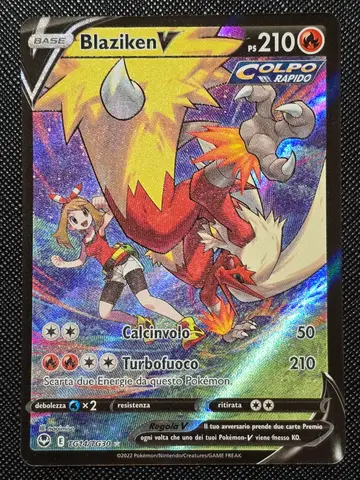 BASE Blaziken V PS 210
COLPO
RAPIDO
Calcinvolo 50
Turbofuoco 210
Scarta due Energie da questo Pokémon.
debolezza ×2 resistenza ritirata
Regola V Il tuo avversario prende due carte Premio
ogni volta che uno dei tuoi Pokémon-V viene messo KO.
E TG14/TG30
©2022 Pokémon/Nintendo/Creatures/GAME FREAK